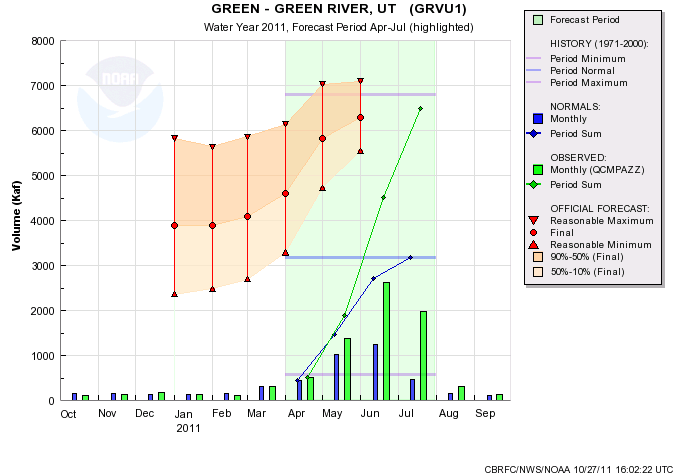 GREEN - GREEN RIVER, UT (GRVU1)
Water Year 2011, Forecast Period Apr-Jul (highlighted)
8000
7000
6000
5000
4000
3000
2000
1000
0
Volume (Kaf)
NOAA
Oct Nov Dec Jan Feb Mar Apr May Jun Jul Aug Sep
2011
Forecast Period
HISTORY (1971-2000):
Period Minimum
Period Normal
Period Maximum
NORMALS:
Monthly
Period Sum
OBSERVED:
Monthly (QCMPAZZ)
Period Sum
OFFICIAL FORECAST:
Reasonable Maximum
Final
Reasonable Minimum
90%-50% (Final)
50%-10% (Final)
CBRFC/NWS/NOAA 10/27/11 16:02:22 UTC